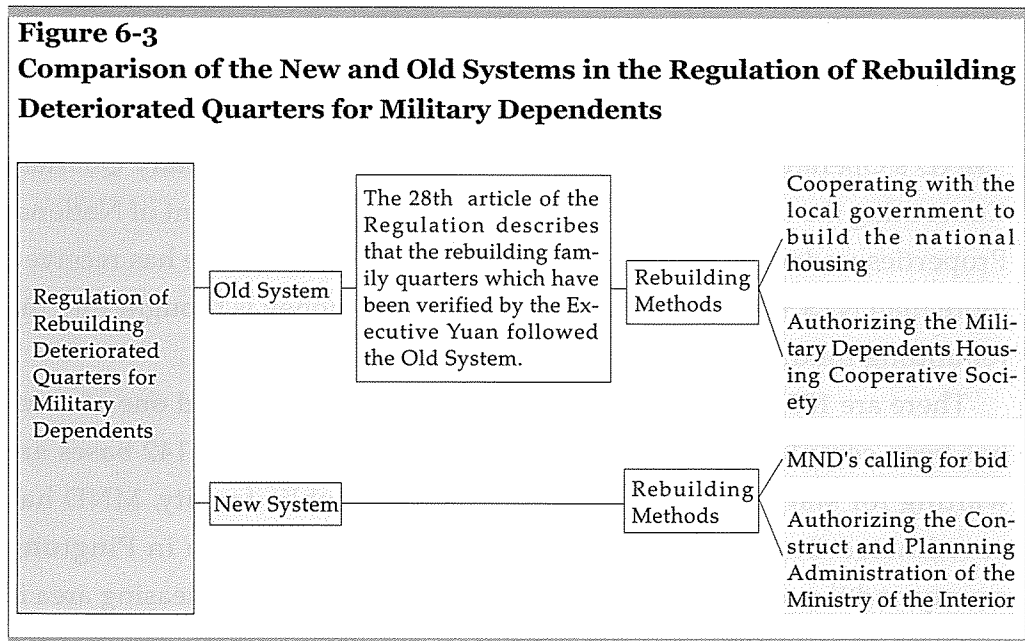 Figure 6-3
Comparison of the New and Old Systems in the Regulation of Rebuilding
Deteriorated Quarters for Military Dependents
Regulation of
Rebuilding
Deteriorated
Quarters for
Military
Dependents
Old System
The 28th article of the
Regulation describes
that the rebuilding fam-
ily quarters which have
been verified by the Ex-
ecutive Yuan followed
the Old System.
Rebuilding
Methods
Cooperating with the
local government to
build the national
housing
Authorizing the Mili-
tary Dependents Hous-
ing Cooperative Soci-
ety
New System
Rebuilding
Methods
MND's calling for bid
Authorizing the Con-
struct and Plannning
Administration of the
Ministry of the Interior